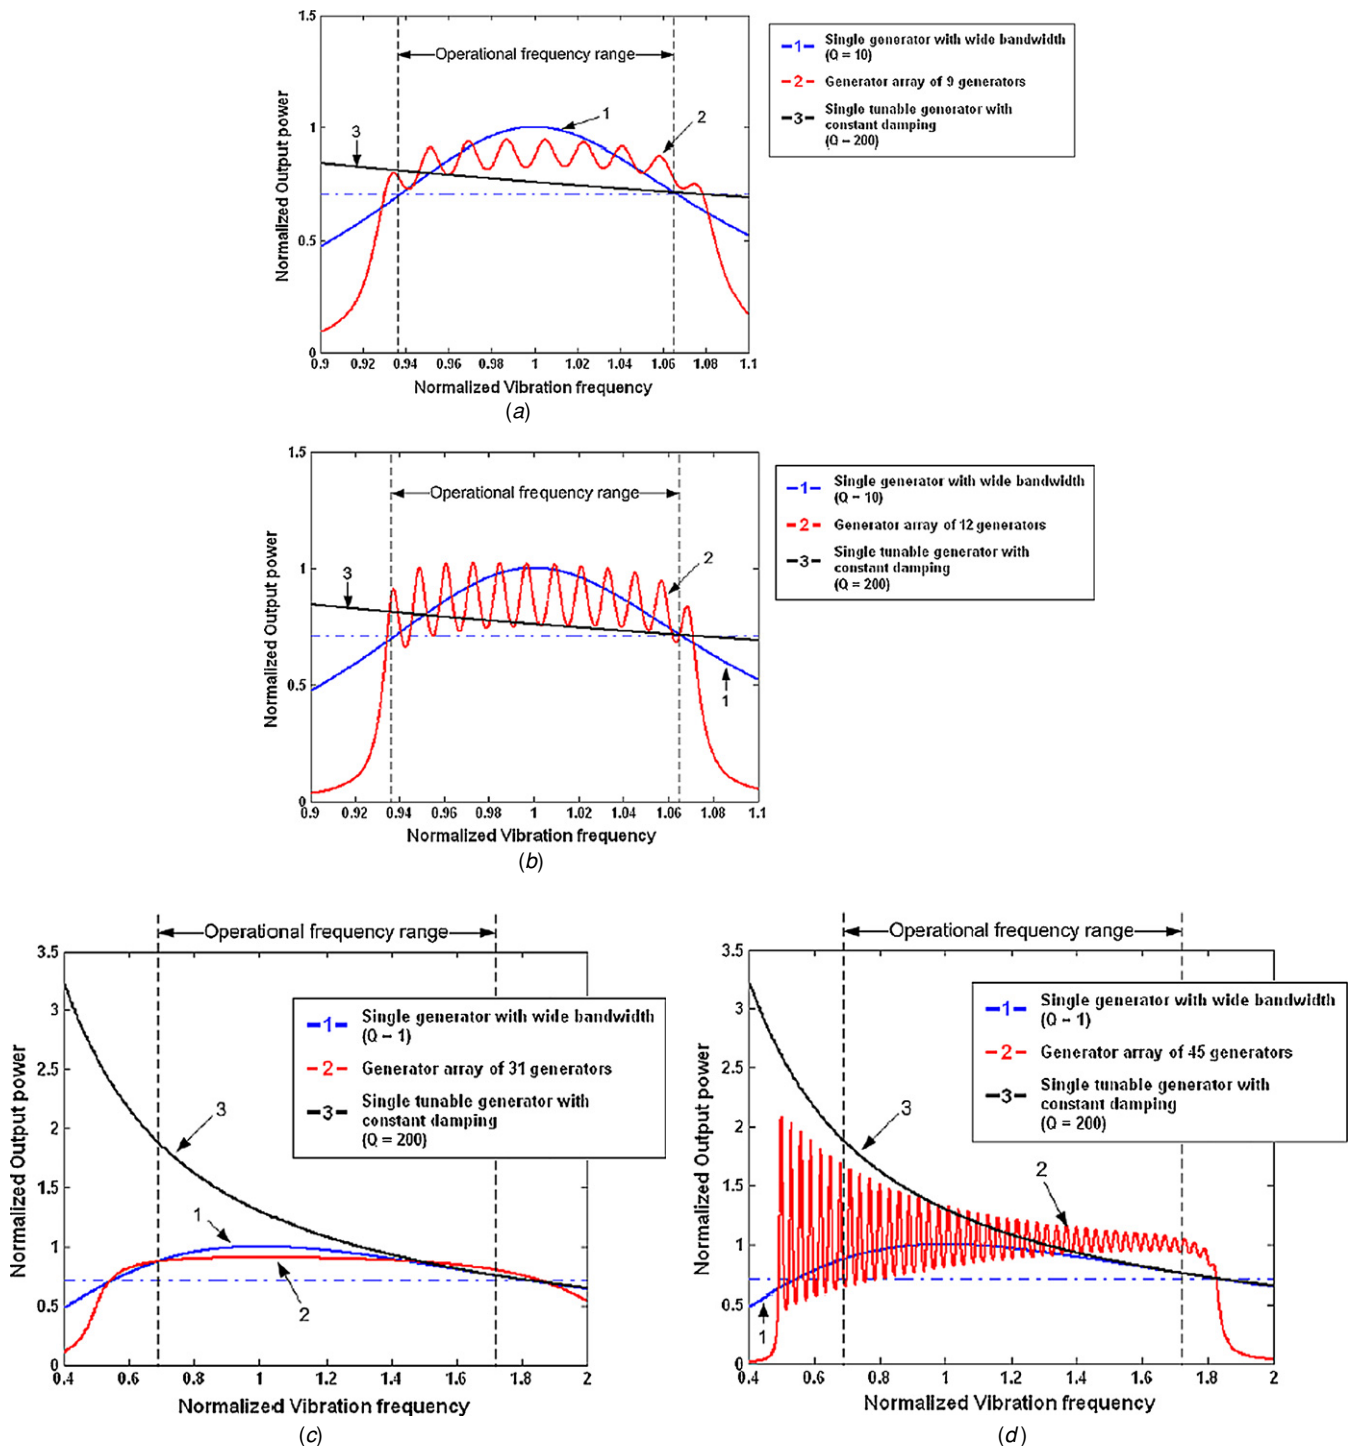 1.5
1
0.5
0
Normalized Output power
Operational frequency range
1
2
3
0.9 0.92 0.94 0.96 0.98 1 1.02 1.04 1.06 1.08 1.1
Normalized Vibration frequency
1 Single generator with wide bandwidth
(Q = 10)
2 Generator array of 9 generators
3 Single tunable generator with
constant damping
(Q – 200)
(a)
1.5
1
0.5
0
Normalized Output power
Operational frequency range
3
2
1
0.9 0.92 0.94 0.96 0.98 1 1.02 1.04 1.06 1.08 1.1
Normalized Vibration frequency
1 Single generator with wide bandwidth
(Q – 10)
2 Generator array of 12 generators
3 Single tunable generator with
constant damping
(Q = 200)
(b)
Operational frequency range
3.5
3
2.5
2
1.5
1
0.5
0
Normalized Output power
1 Single generator with wide bandwidth
(Q – 1)
2 Generator array of 31 generators
3 Single tunable generator with
constant damping
(Q = 200)
3
1
2
0.4 0.6 0.8 1 1.2 1.4 1.6 1.8 2
Normalized Vibration frequency
(c)
Operational frequency range
3.5
3
2.5
2
1.5
1
0.5
0
Normalized Output power
1 Single generator with wide bandwidth
(Q – 1)
2 Generator array of 45 generators
3 Single tunable generator with
constant damping
(Q = 200)
3
2
1
0.4 0.6 0.8 1 1.2 1.4 1.6 1.8 2
Normalized Vibration frequency
(d)